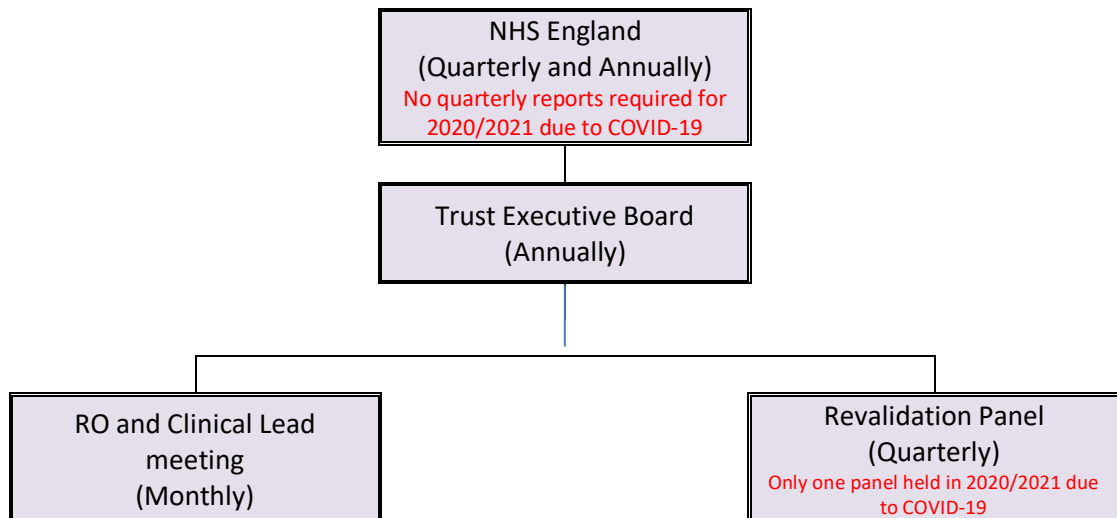 NHS England
(Quarterly and Annually)
No quarterly reports required for
2020/2021 due to COVID-19
Trust Executive Board
(Annually)
RO and Clinical Lead
meeting
(Monthly)
Revalidation Panel
(Quarterly)
Only one panel held in 2020/2021 due
to COVID-19